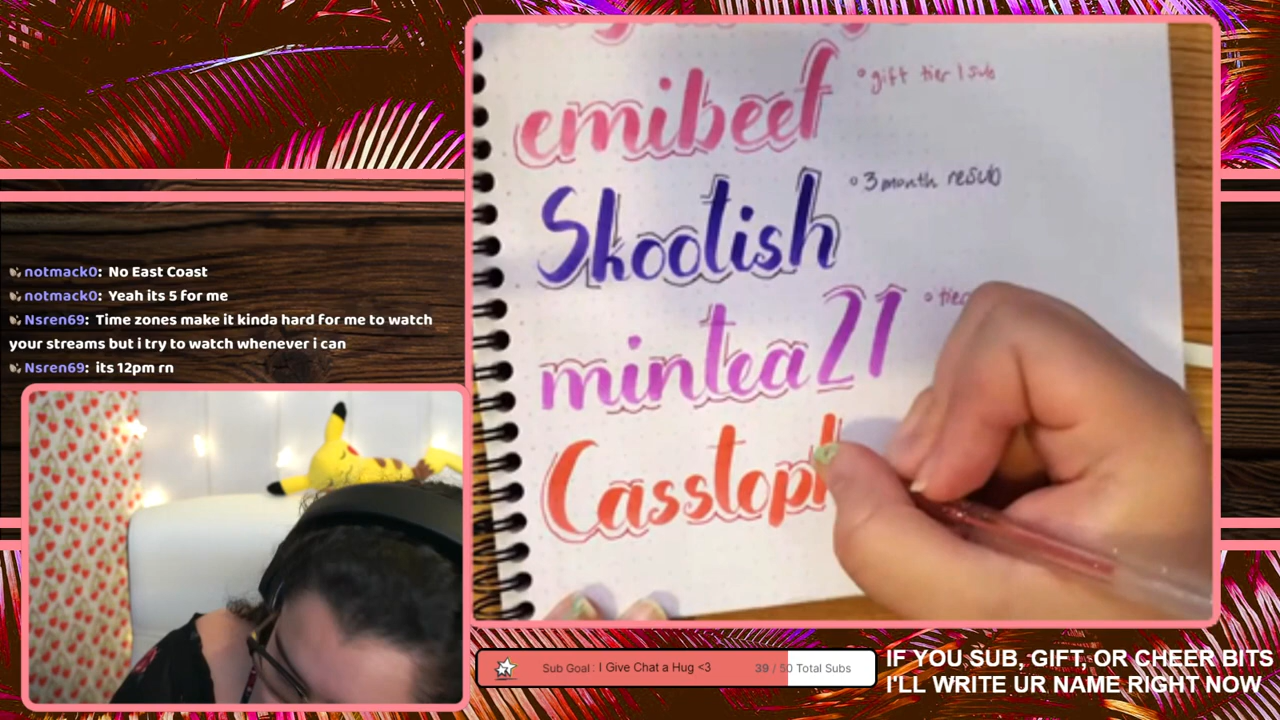 emibeef
gift tier 1 sub
Skootish
3 month resub
mintea21
notmack0: No East Coast
notmack0: Yeah its 5 for me
Nsren69: Time zones make it kinda hard for me to watch
your streams but i try to watch whenever i can
Nsren69: its 12pm rn
Sub Goal: I Give Chat a Hug <3 39 / 50 Total Subs
IF YOU SUB, GIFT, OR CHEER BITS
I'LL WRITE UR NAME RIGHT NOW